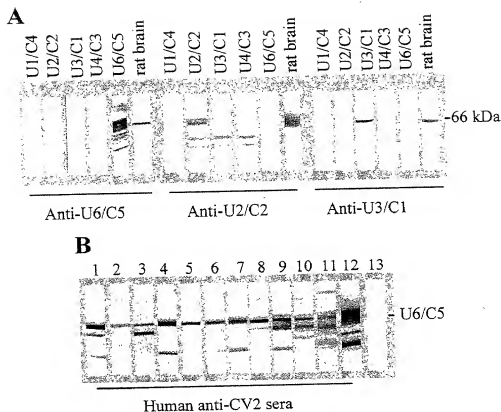 A
U1/C4 U2/C2 U3/C1 U4/C3 U6/C5 rat brain U1/C4 U2/C2 U3/C1 U4/C3 U6/C5 rat brain U1/C4 U2/C2 U3/C1 U4/C3 U6/C5 rat brain
-66 kDa
Anti-U6/C5 Anti-U2/C2 Anti-U3/C1
B
1 2 3 4 5 6 7 8 9 10 11 12 13
- U6/C5
Human anti-CV2 sera